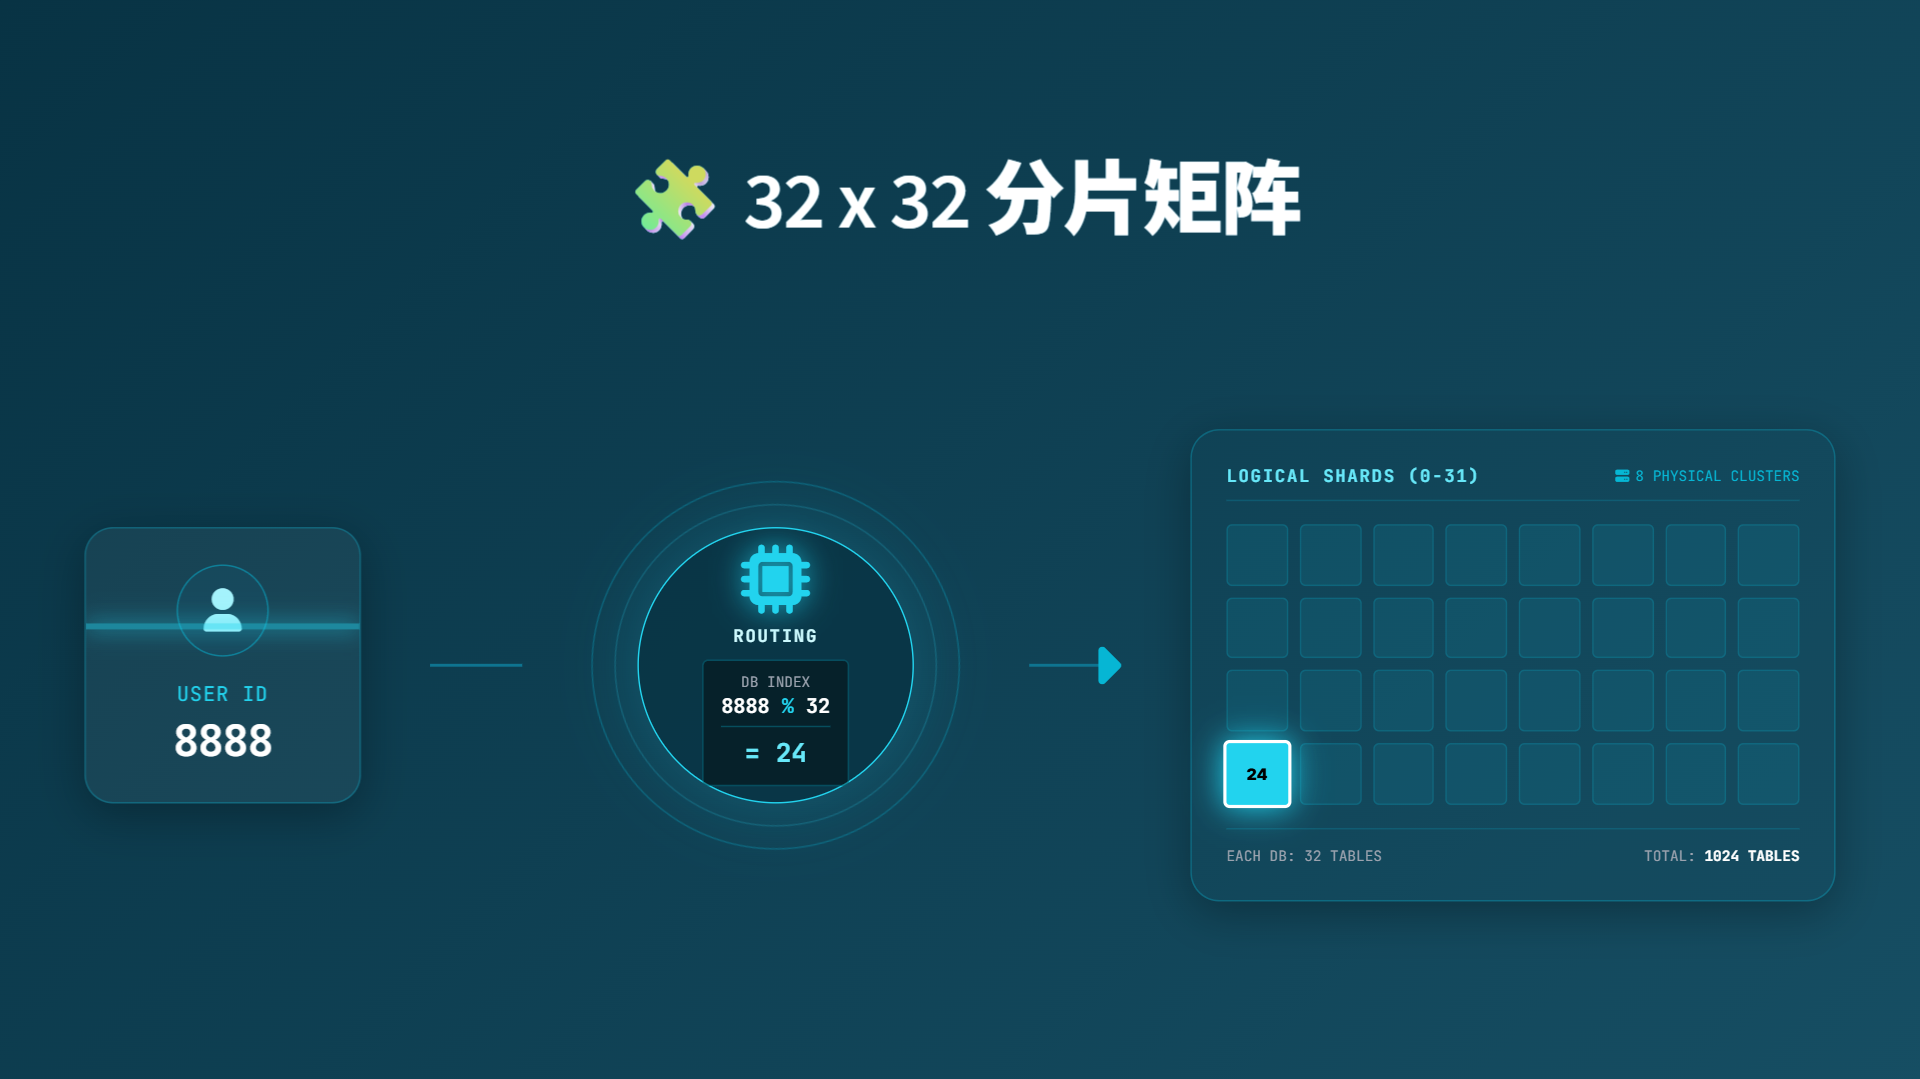 32 x 32 分片矩阵
USER ID
8888
ROUTING
DB INDEX
8888 % 32
= 24
LOGICAL SHARDS (0-31)
8 PHYSICAL CLUSTERS
24
EACH DB: 32 TABLES
TOTAL: 1024 TABLES